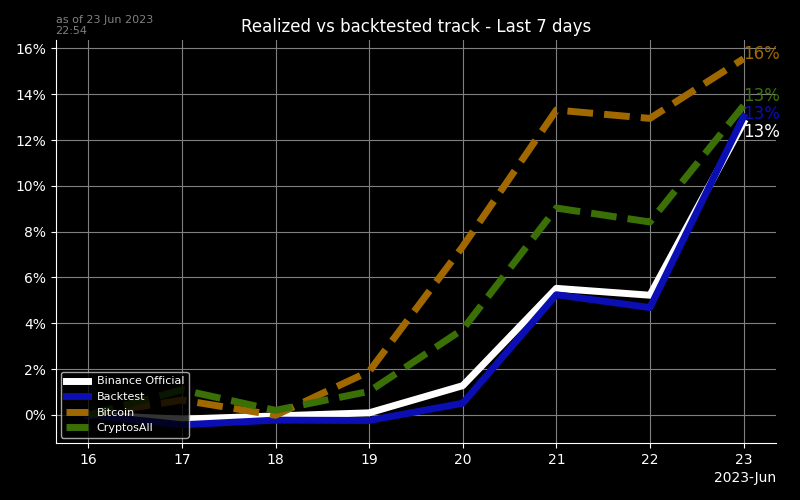 as of 23 Jun 2023
22:54
Realized vs backtested track - Last 7 days
16%
14%
12%
10%
8%
6%
4%
2%
0%
16%
13%
13%
13%
Binance Official
Backtest
Bitcoin
CryptosAll
16 17 18 19 20 21 22 23
2023-Jun